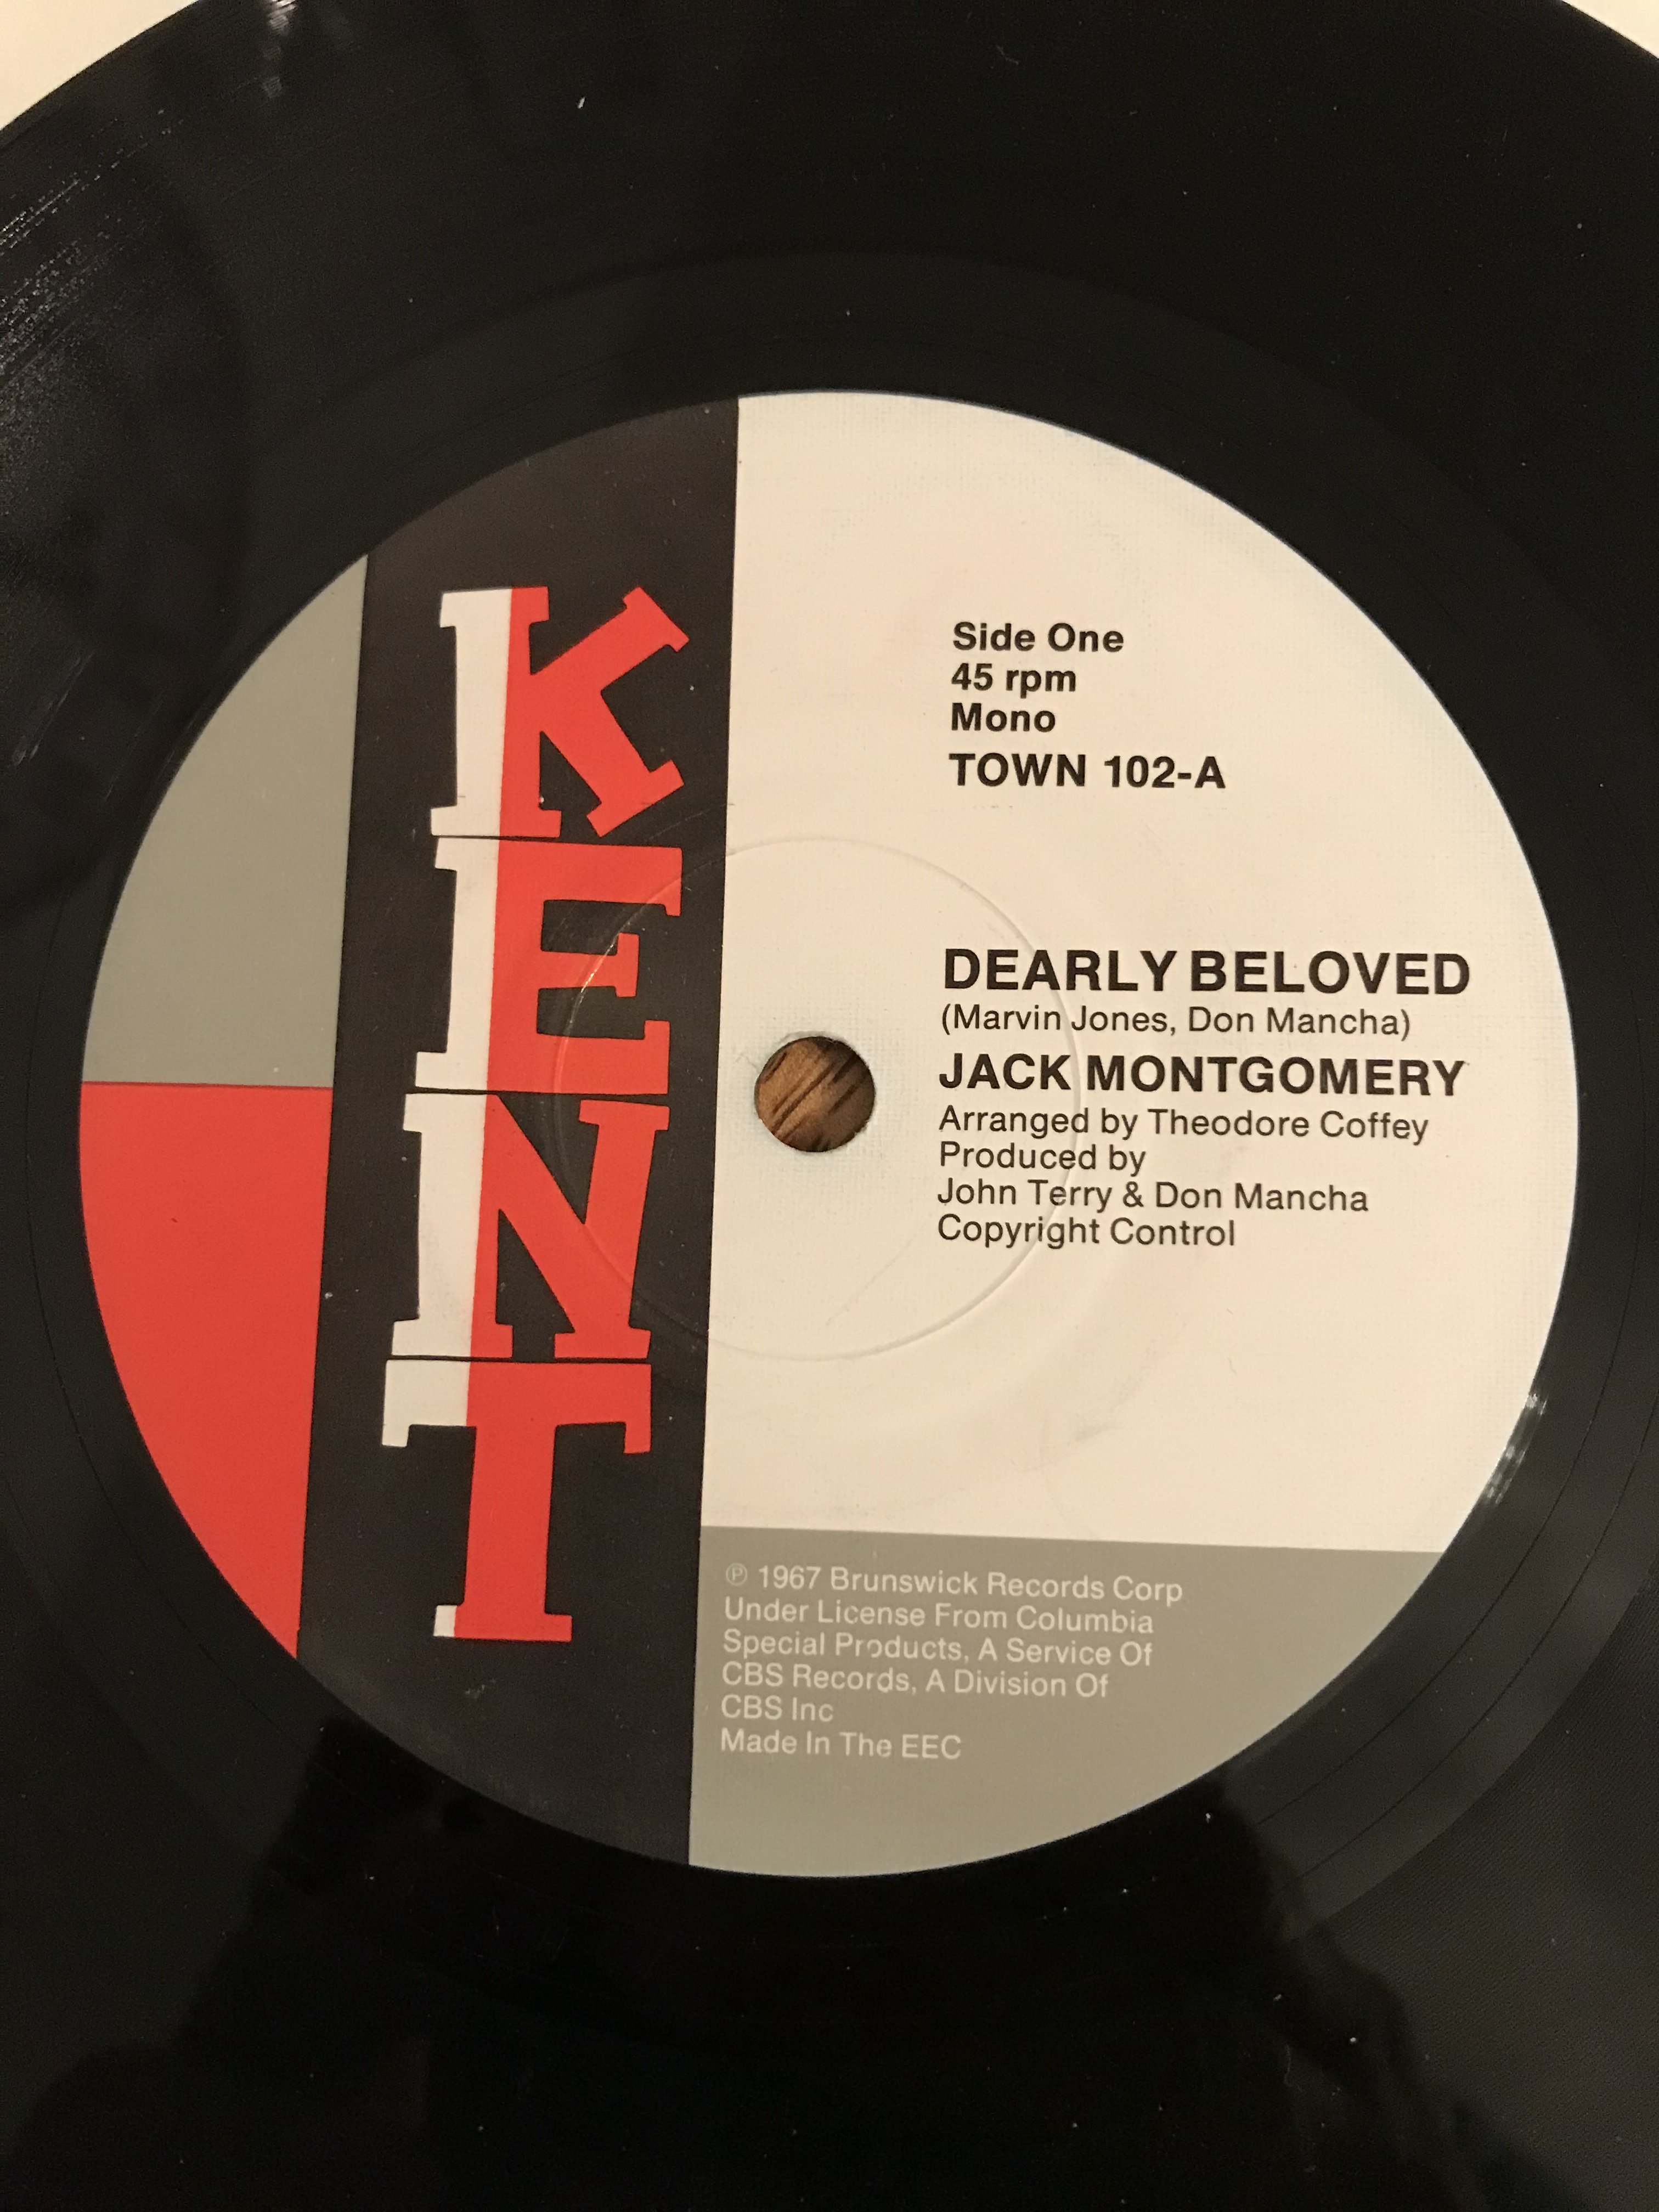 KENT
Side One
45 rpm
Mono
TOWN 102-A
DEARLY BELOVED
(Marvin Jones, Don Mancha)
JACK MONTGOMERY
Arranged by Theodore Coffey
Produced by
John Terry & Don Mancha
Copyright Control
℗ 1967 Brunswick Records Corp
Under License From Columbia
Special Products, A Service Of
CBS Records, A Division Of
CBS Inc
Made In The EEC